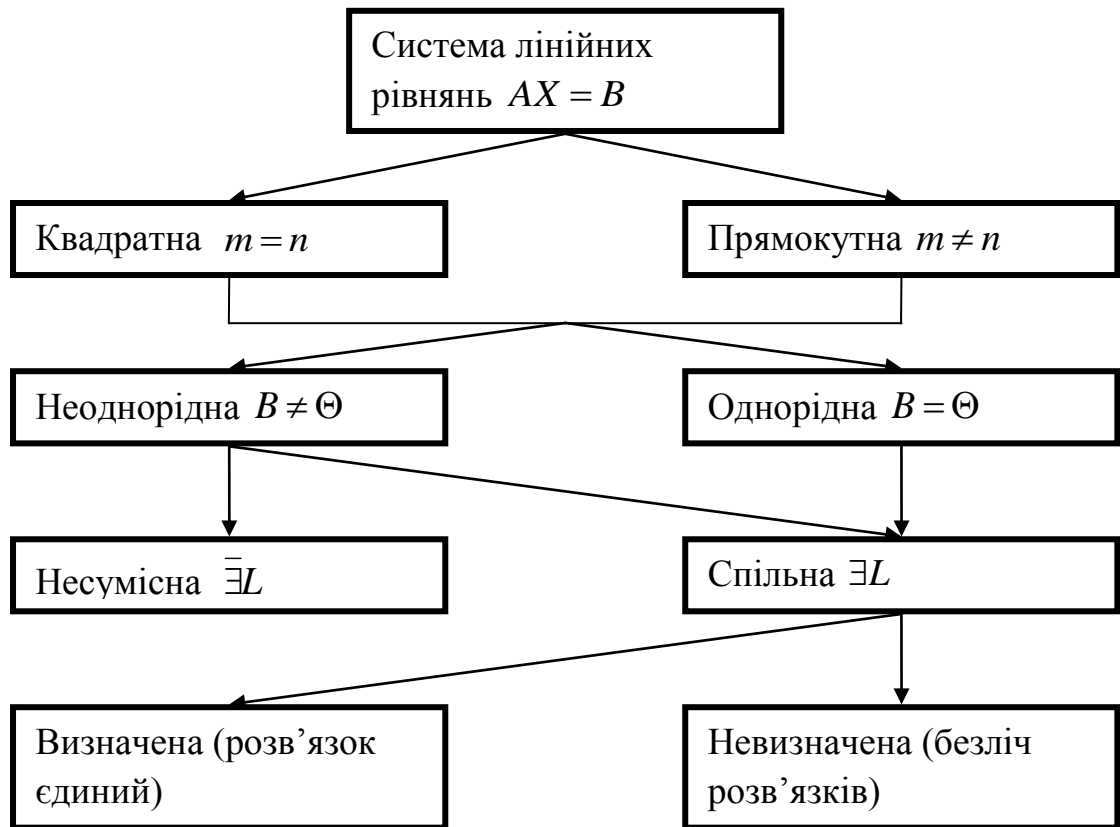 Система лінійних
рівнянь AX = B
Квадратна m = n
Прямокутна m ≠ n
Неоднорідна B ≠ Θ
Однорідна B = Θ
Несумісна ∃̅L
Спільна ∃L
Визначена (розв’язок
єдиний)
Невизначена (безліч
розв’язків)